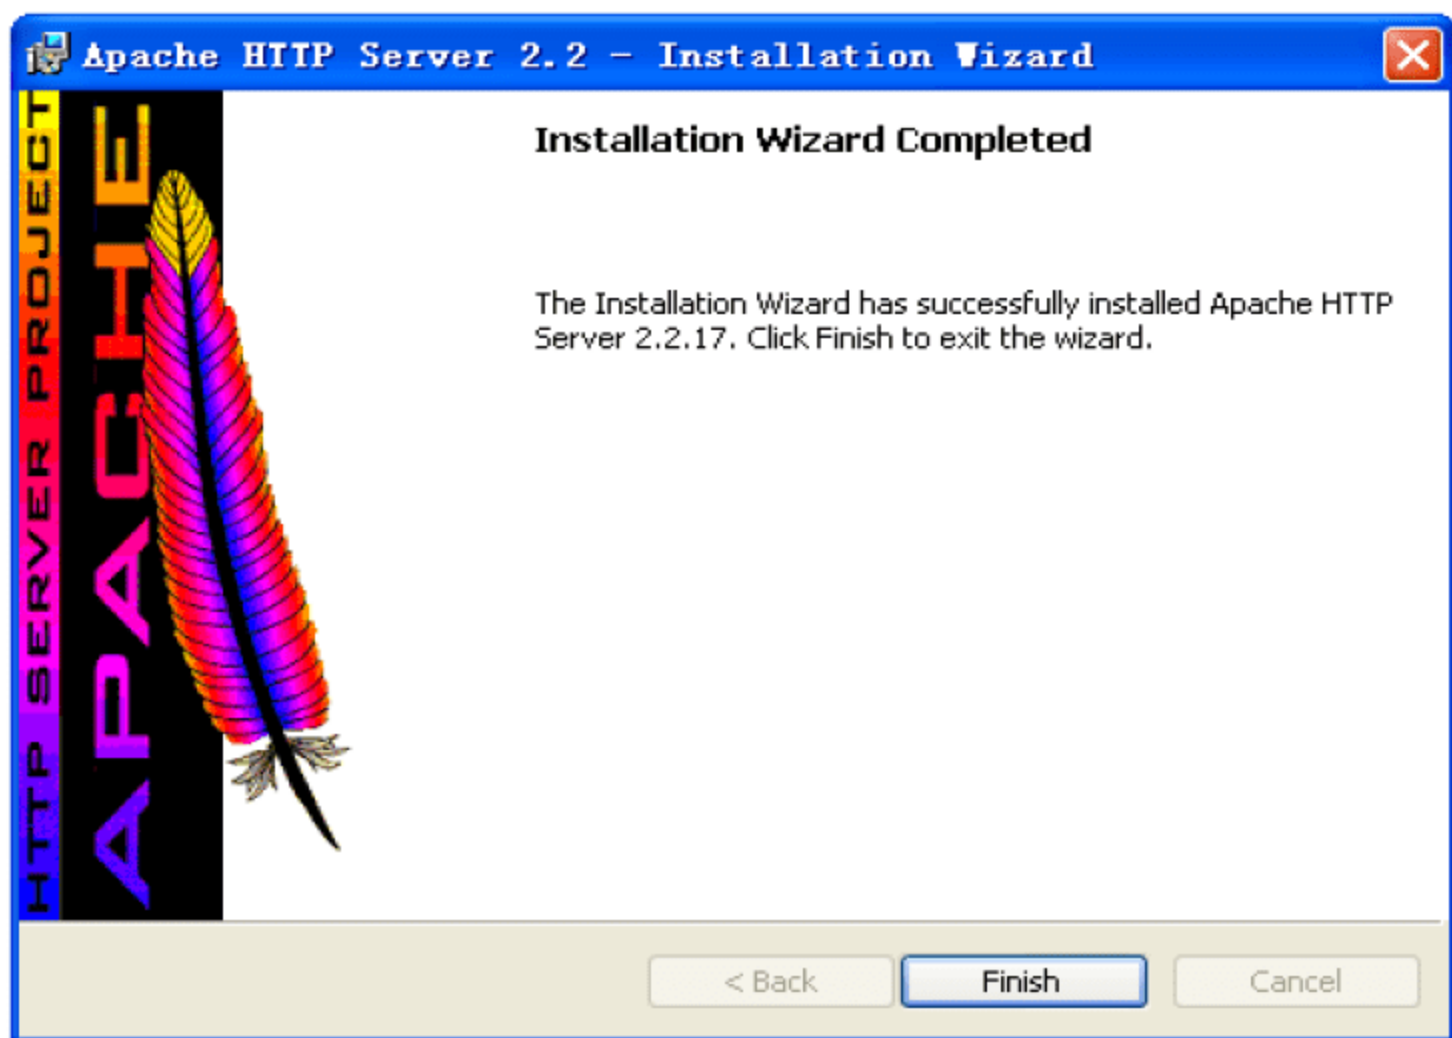 Apache HTTP Server 2.2 - Installation Wizard
HTTP SERVER PROJECT
APACHE
Installation Wizard Completed
The Installation Wizard has successfully installed Apache HTTP
Server 2.2.17. Click Finish to exit the wizard.
< Back
Finish
Cancel